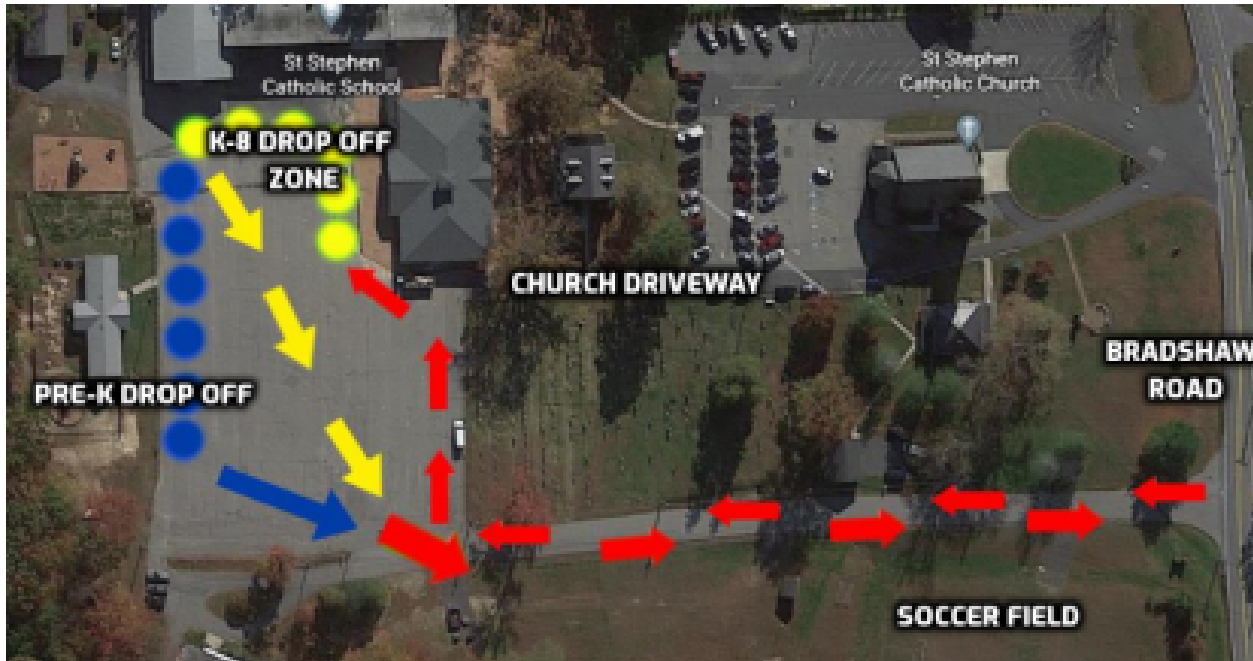 St Stephen
Catholic School
St Stephen
Catholic Church
K-8 DROP OFF
ZONE
CHURCH DRIVEWAY
BRADSHAW
ROAD
PRE-K DROP OFF
SOCCER FIELD